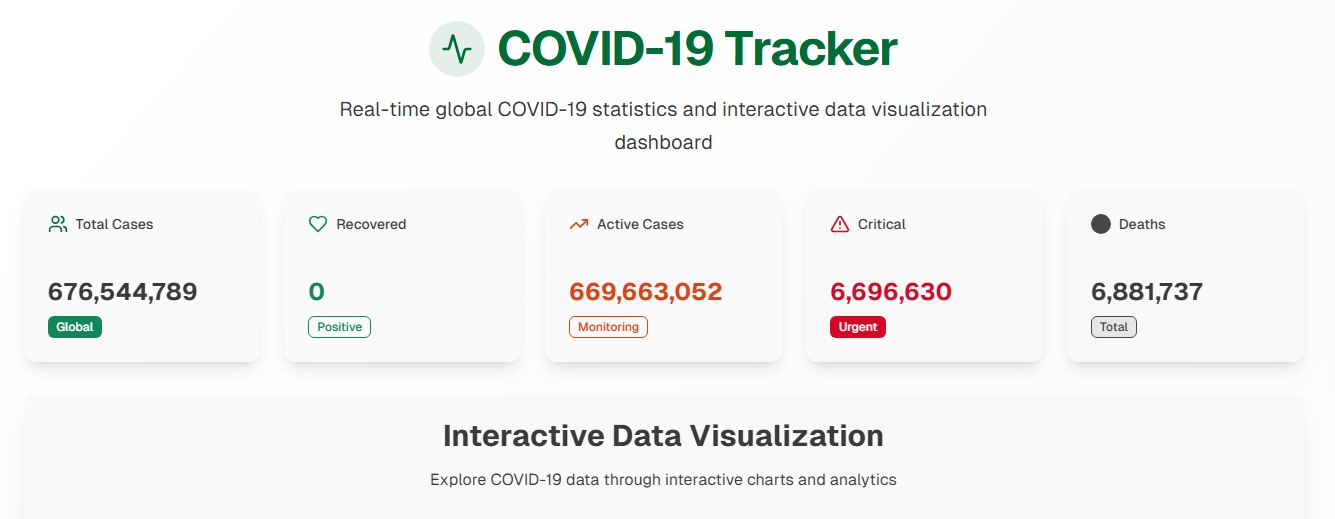 COVID-19 Tracker
Real-time global COVID-19 statistics and interactive data visualization
dashboard
Total Cases
676,544,789
Global
Recovered
0
Positive
Active Cases
669,663,052
Monitoring
Critical
6,696,630
Urgent
Deaths
6,881,737
Total
Interactive Data Visualization
Explore COVID-19 data through interactive charts and analytics